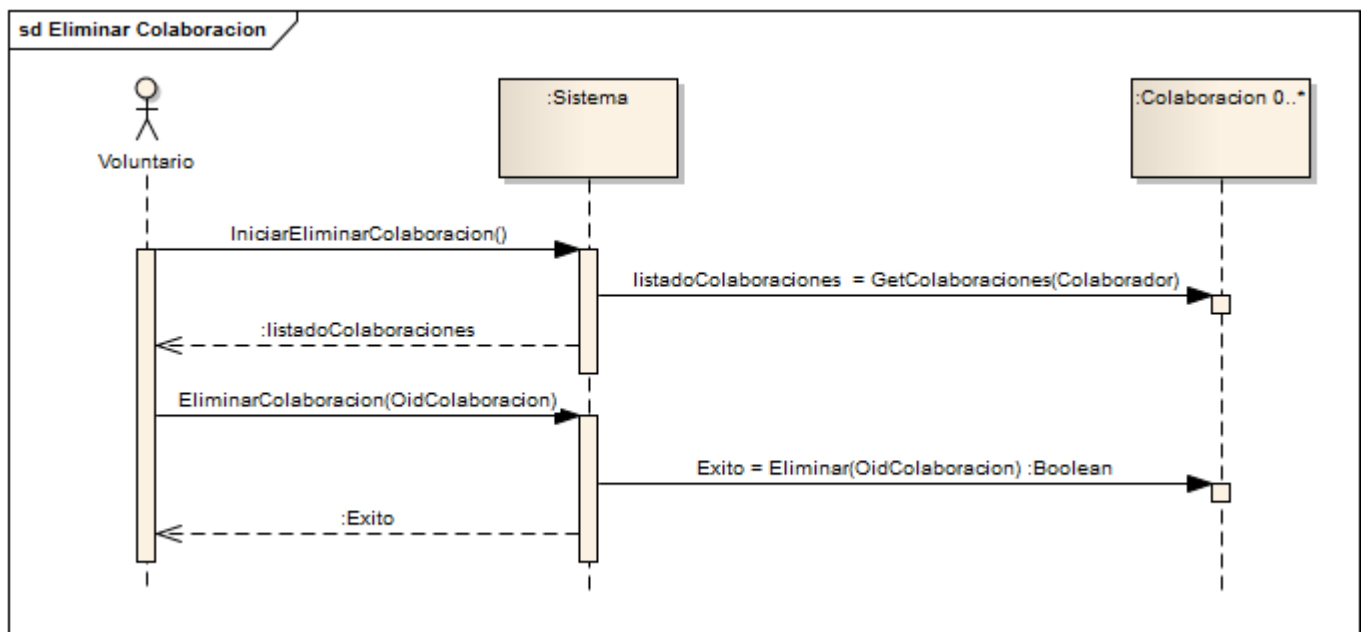 sd Eliminar Colaboracion
Voluntario
:Sistema
:Colaboracion 0..*
IniciarEliminarColaboracion()
listadoColaboraciones = GetColaboraciones(Colaborador)
:listadoColaboraciones
EliminarColaboracion(OidColaboracion)
Exito = Eliminar(OidColaboracion) :Boolean
:Exito